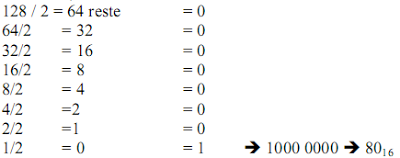 128 / 2 = 64 reste = 0
64/2 = 32 = 0
32/2 = 16 = 0
16/2 = 8 = 0
8/2 = 4 = 0
4/2 =2 = 0
2/2 =1 = 0
1/2 = 0 = 1 ➔ 1000 0000 ➔ 80₁₆